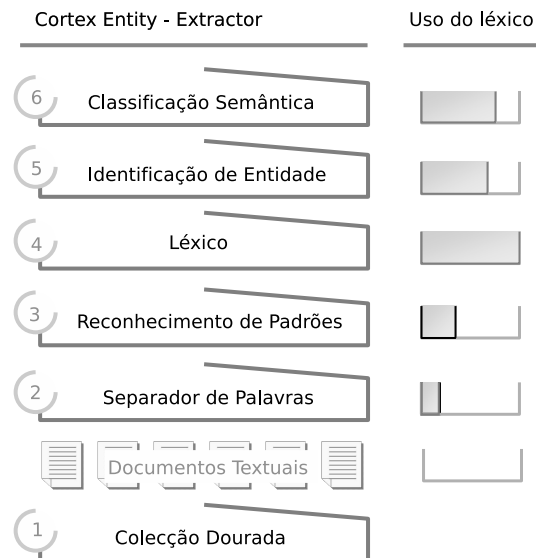 Cortex Entity - Extractor
Uso do léxico
6
Classificação Semântica
5
Identificação de Entidade
4
Léxico
3
Reconhecimento de Padrões
2
Separador de Palavras
Documentos Textuais
1
Colecção Dourada